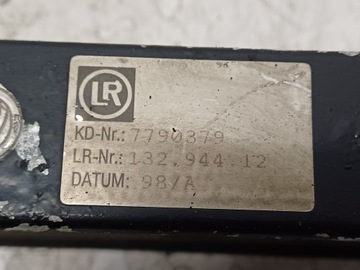 LR
KD-Nr.: 7790379
LR-Nr.: 132.944.12
DATUM: 98/A